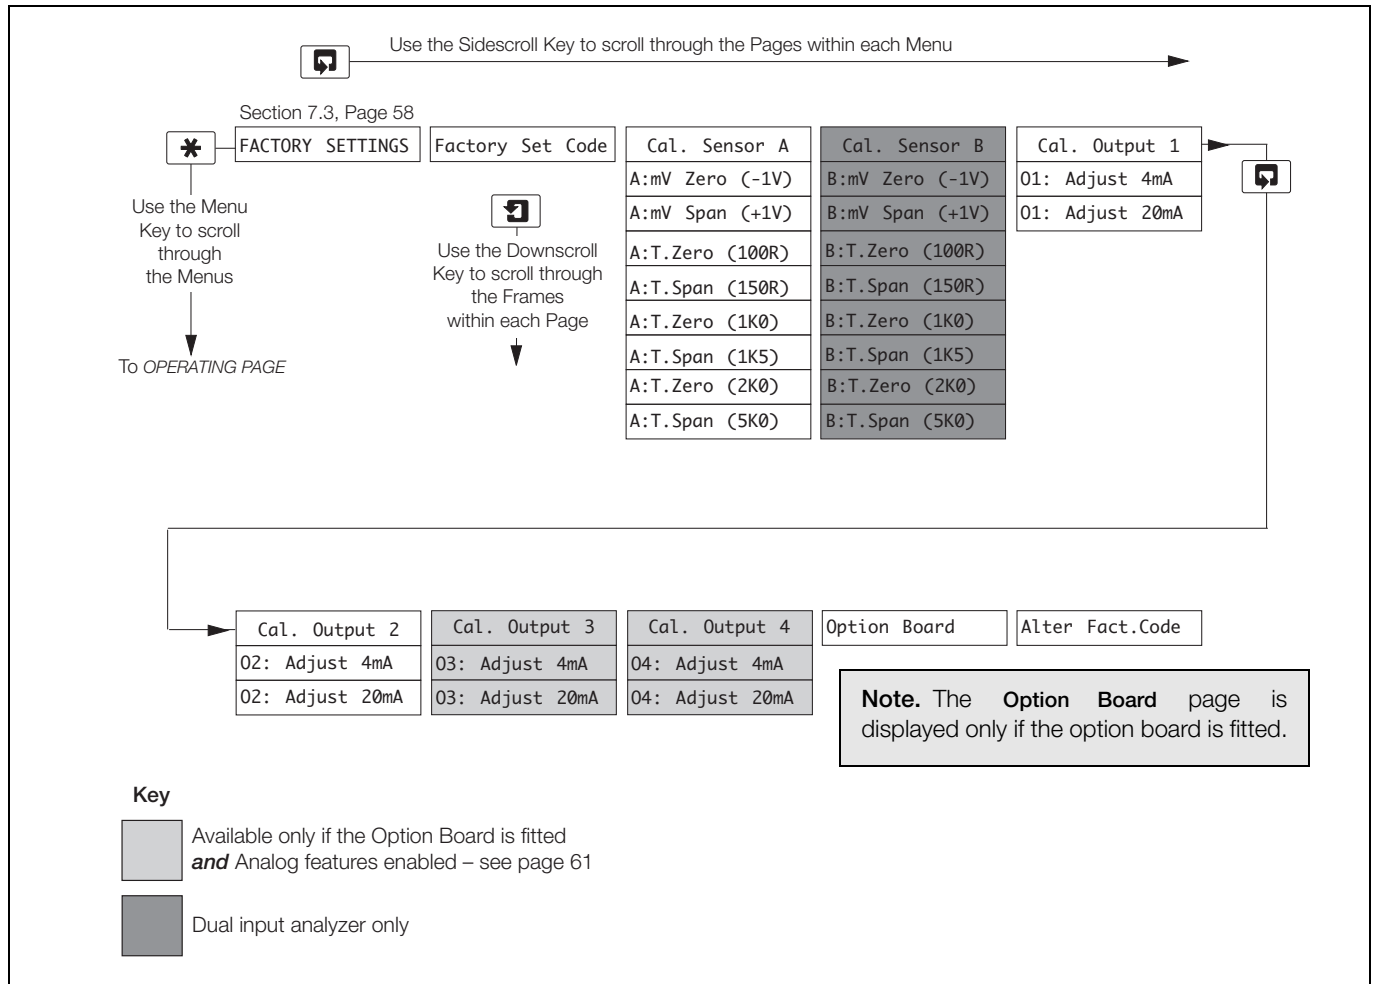 Use the Sidescroll Key to scroll through the Pages within each Menu
Section 7.3, Page 58
FACTORY SETTINGS
Factory Set Code
Use the Menu
Key to scroll
through
the Menus
To OPERATING PAGE
Use the Downscroll
Key to scroll through
the Frames
within each Page
Cal. Sensor A
A:mV Zero (-1V)
A:mV Span (+1V)
A:T.Zero (100R)
A:T.Span (150R)
A:T.Zero (1K0)
A:T.Span (1K5)
A:T.Zero (2K0)
A:T.Span (5K0)
Cal. Sensor B
B:mV Zero (-1V)
B:mV Span (+1V)
B:T.Zero (100R)
B:T.Span (150R)
B:T.Zero (1K0)
B:T.Span (1K5)
B:T.Zero (2K0)
B:T.Span (5K0)
Cal. Output 1
O1: Adjust 4mA
O1: Adjust 20mA
Cal. Output 2
O2: Adjust 4mA
O2: Adjust 20mA
Cal. Output 3
O3: Adjust 4mA
O3: Adjust 20mA
Cal. Output 4
O4: Adjust 4mA
O4: Adjust 20mA
Option Board
Alter Fact.Code
Note. The Option Board page is
displayed only if the option board is fitted.
Key
Available only if the Option Board is fitted
and Analog features enabled – see page 61
Dual input analyzer only